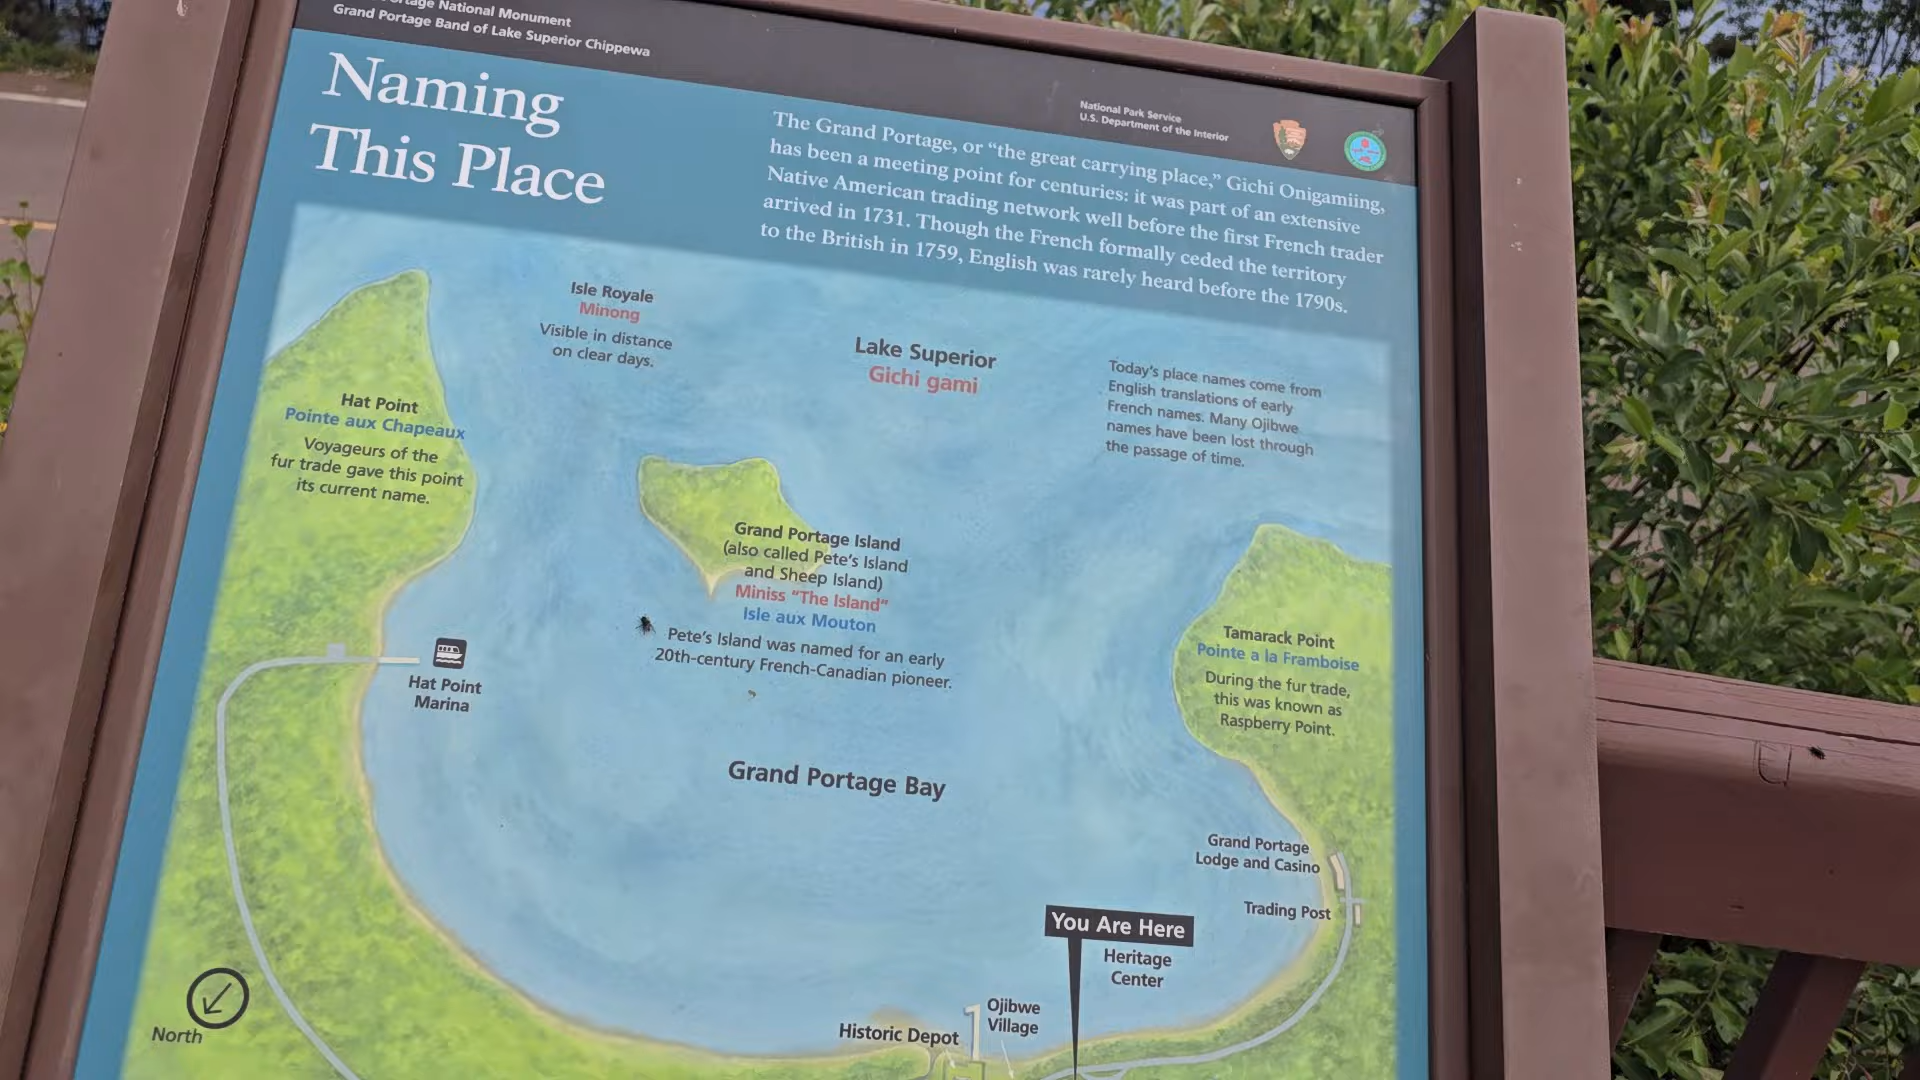 Portage National Monument
Grand Portage Band of Lake Superior Chippewa
National Park Service
U.S. Department of the Interior
Naming
This Place
The Grand Portage, or “the great carrying place,” Gichi Onigamiing,
has been a meeting point for centuries: it was part of an extensive
Native American trading network well before the first French trader
arrived in 1731. Though the French formally ceded the territory
to the British in 1759, English was rarely heard before the 1790s.
Isle Royale
Minong
Visible in distance
on clear days.
Lake Superior
Gichi gami
Today’s place names come from
English translations of early
French names. Many Ojibwe
names have been lost through
the passage of time.
Hat Point
Pointe aux Chapeaux
Voyageurs of the
fur trade gave this point
its current name.
Grand Portage Island
(also called Pete’s Island
and Sheep Island)
Miniss “The Island”
Isle aux Mouton
Pete’s Island was named for an early
20th-century French-Canadian pioneer.
Tamarack Point
Pointe a la Framboise
During the fur trade,
this was known as
Raspberry Point.
Hat Point
Marina
Grand Portage Bay
Grand Portage
Lodge and Casino
Trading Post
You Are Here
Heritage
Center
Ojibwe
Village
Historic Depot
North